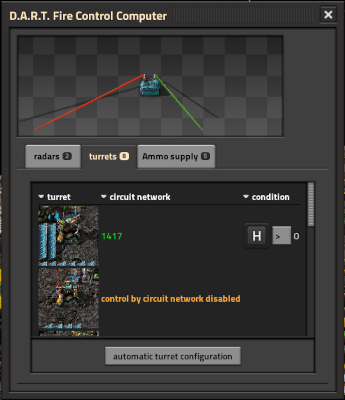 D.A.R.T. Fire Control Computer
radars 2 turrets 8 Ammo supply 5
turret circuit network condition
1417 H > 0
control by circuit network disabled
automatic turret configuration